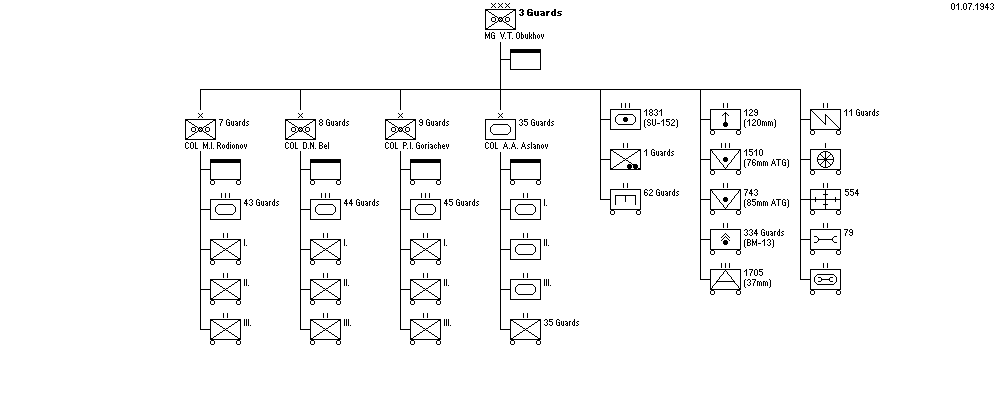 3 Guards
01.07.1943
MG V.T. Obukhov
7 Guards
COL M.I. Rodionov
8 Guards
COL D.N. Bel
9 Guards
COL P.I. Goriachev
35 Guards
COL A.A. Aslanov
43 Guards
I.
II.
III.
44 Guards
I.
II.
III.
45 Guards
I.
II.
III.
I.
II.
III.
35 Guards
1831
(SU-152)
1 Guards
62 Guards
129
(120mm)
1510
(76mm ATG)
743
(85mm ATG)
334 Guards
(BM-13)
1705
(37mm)
11 Guards
554
79